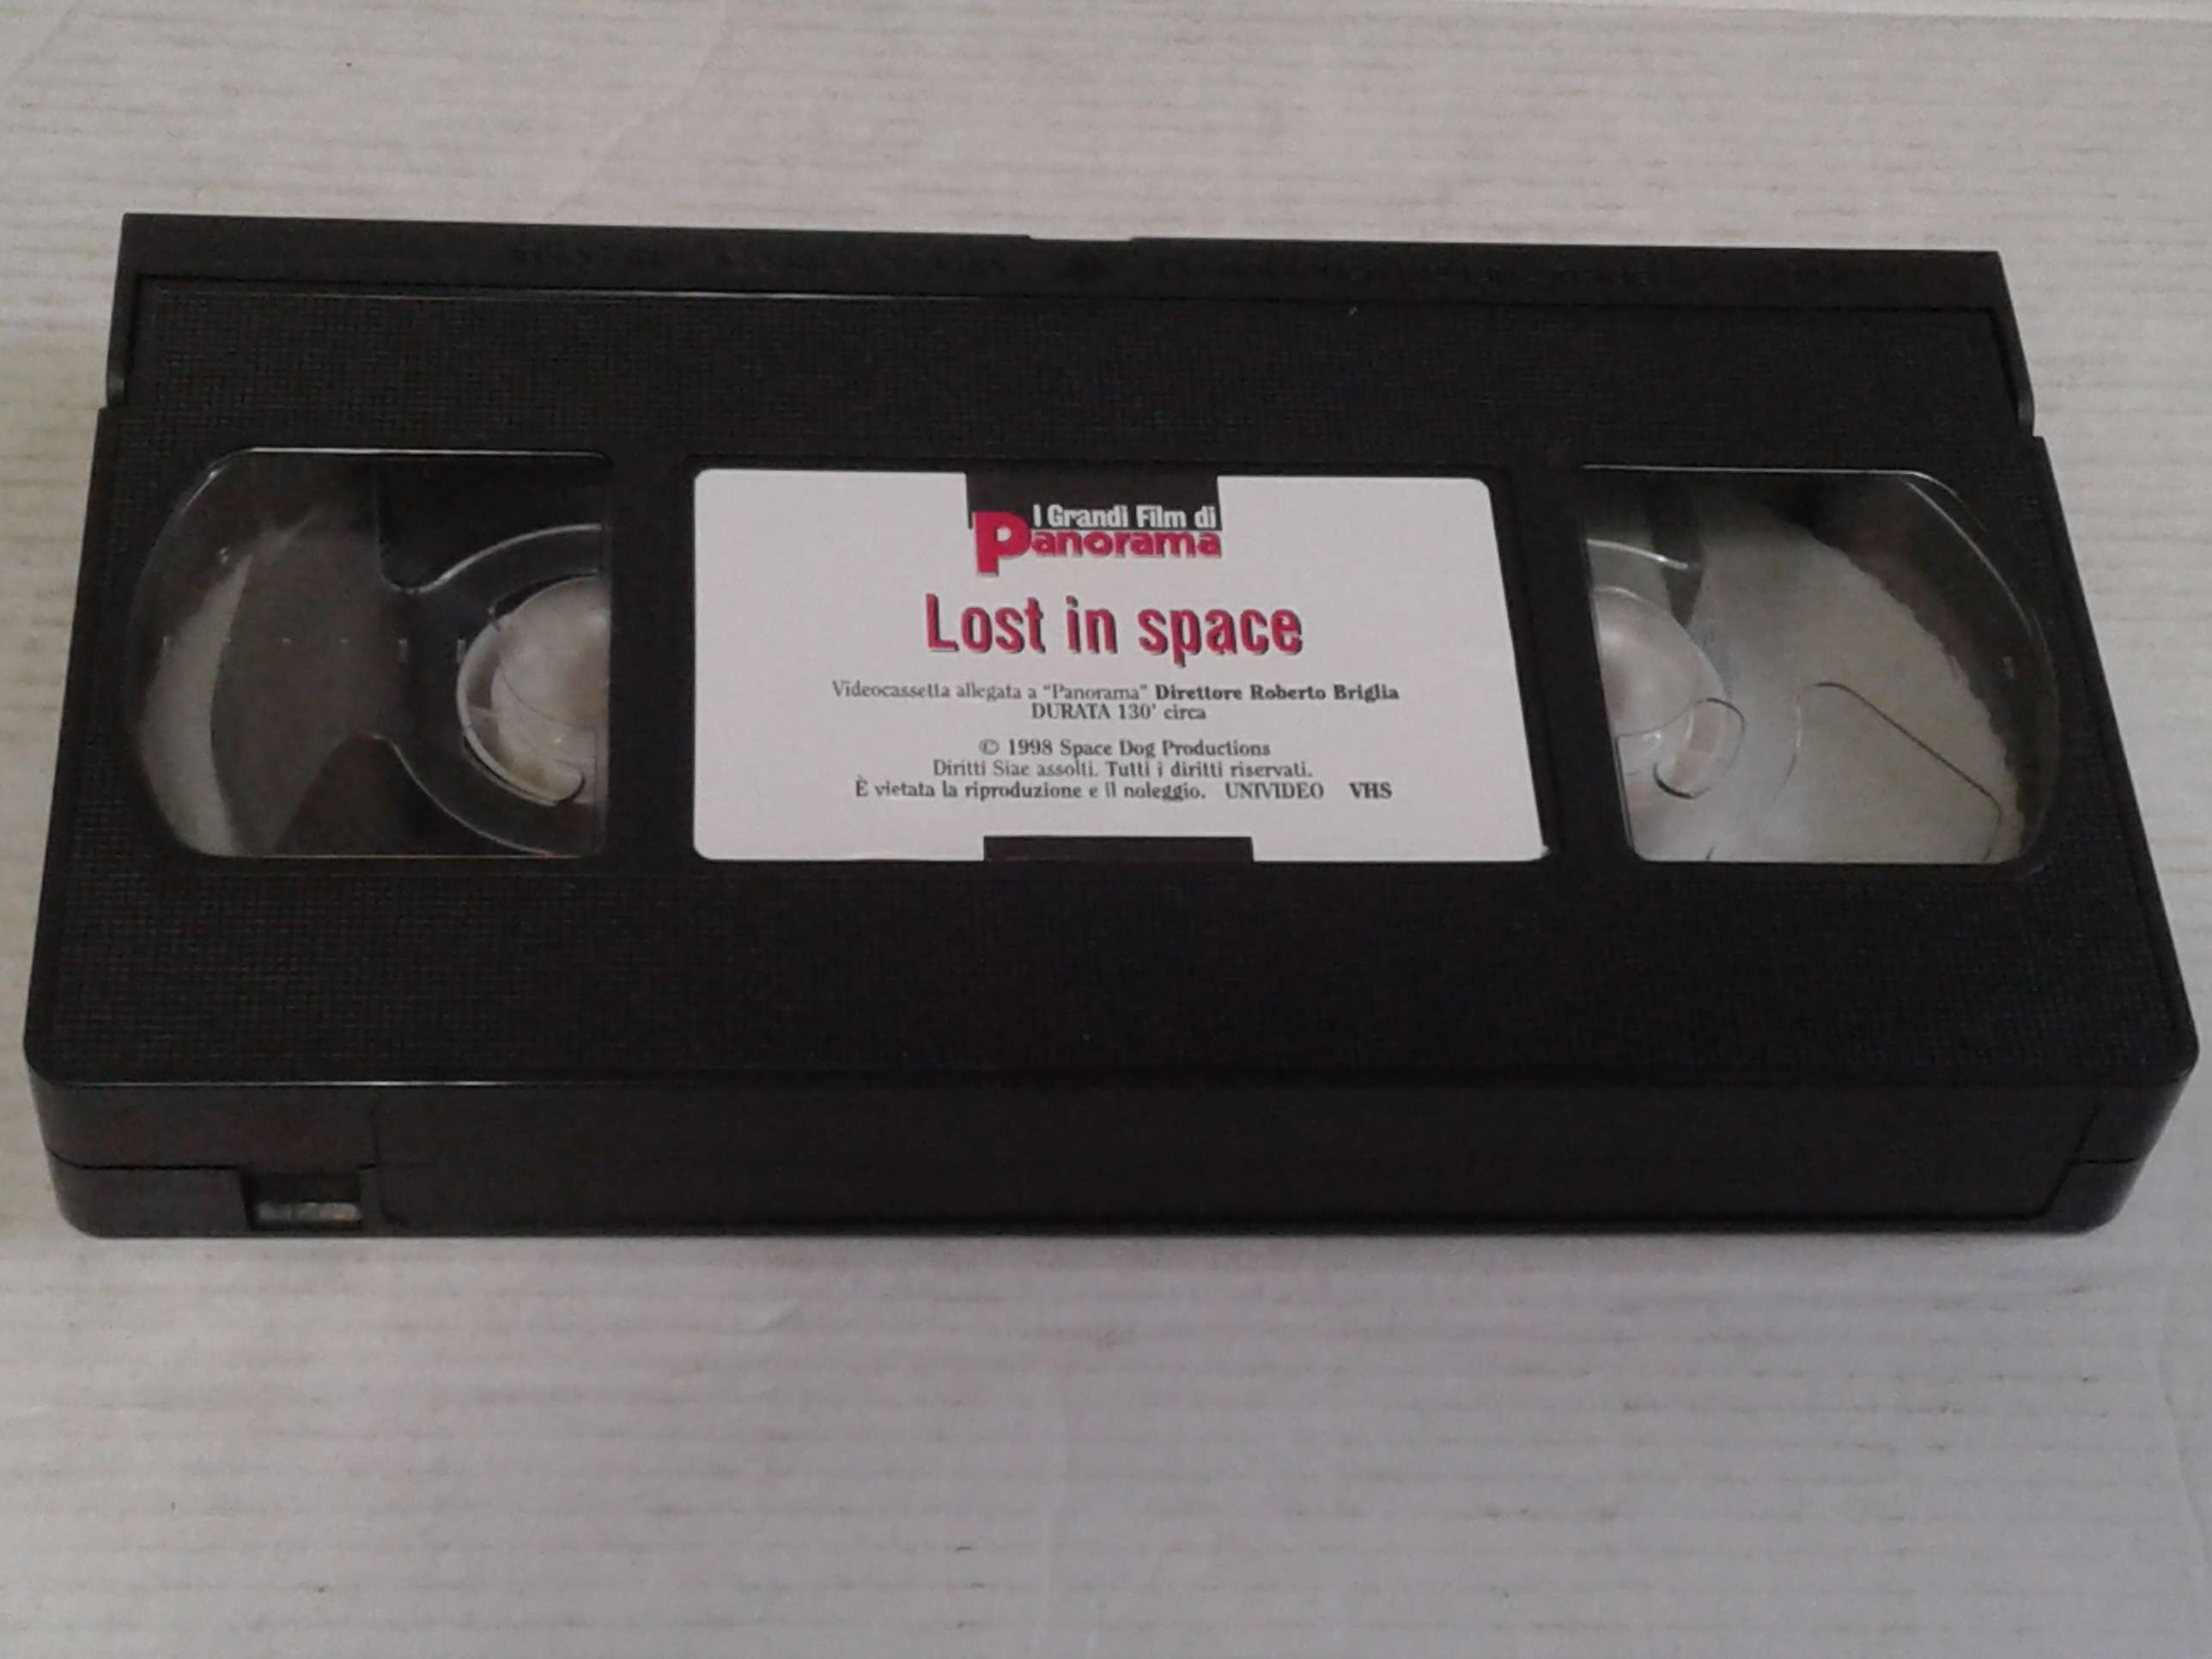 I Grandi Film di
Panorama
Lost in space
Videocassetta allegata a "Panorama" Direttore Roberto Briglia
DURATA 130' circa
© 1998 Space Dog Productions
Diritti Siae assolti. Tutti i diritti riservati.
È vietata la riproduzione e il noleggio. UNIVIDEO VHS